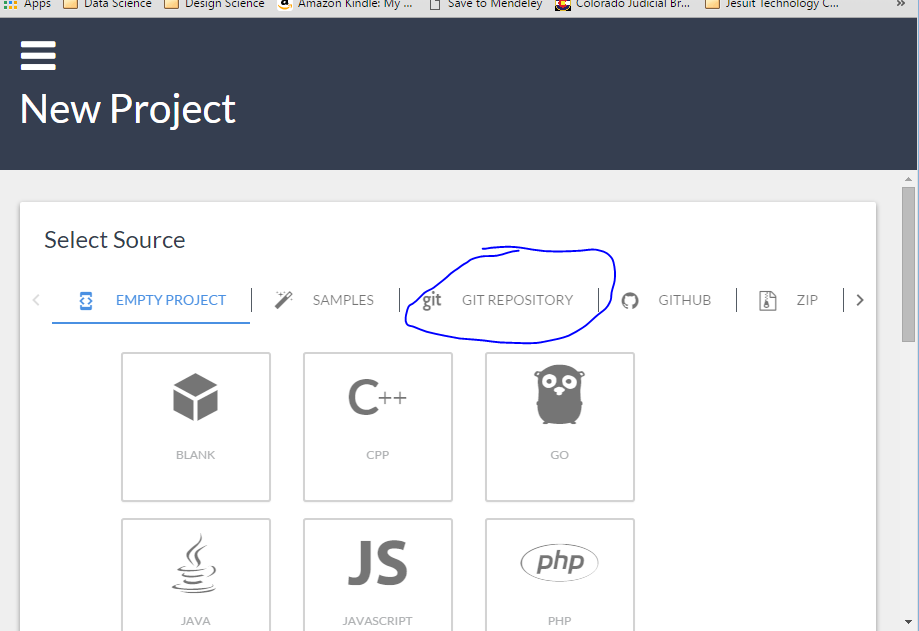 Apps Data Science Design Science Amazon Kindle: My ... Save to Mendeley Colorado Judicial Br... Jesuit Technology C... »
New Project
Select Source
EMPTY PROJECT SAMPLES git GIT REPOSITORY GITHUB ZIP
C++
BLANK CPP GO
JS php
JAVA JAVASCRIPT PHP